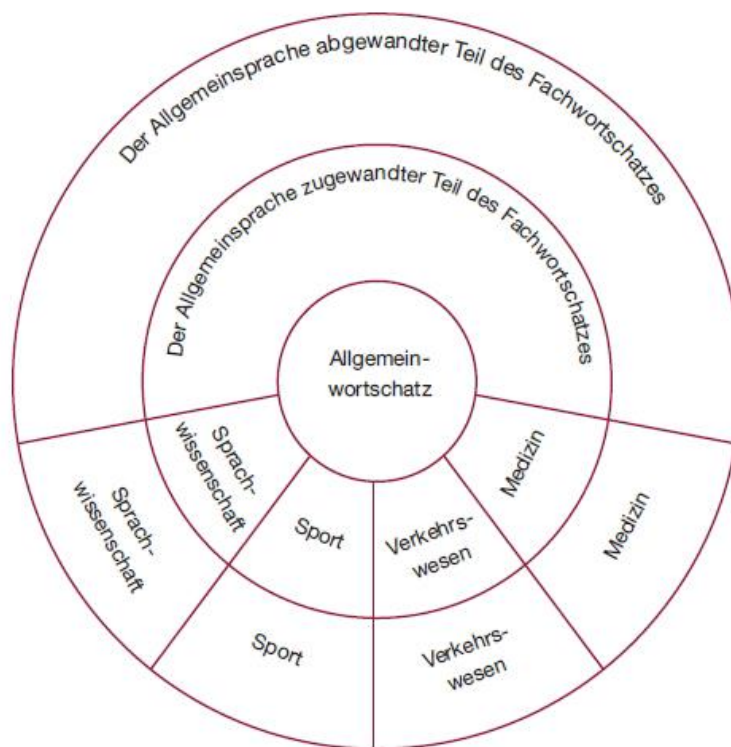 Der Allgemeinsprache abgewandter Teil des Fachwortschatzes
Der Allgemeinsprache zugewandter Teil des Fachwortschatzes
Allgemein-
wortschatz
Sprach-
wissenschaft
Sport
Verkehrs-
wesen
Medizin
Sprach-
wissenschaft
Sport
Verkehrs-
wesen
Medizin